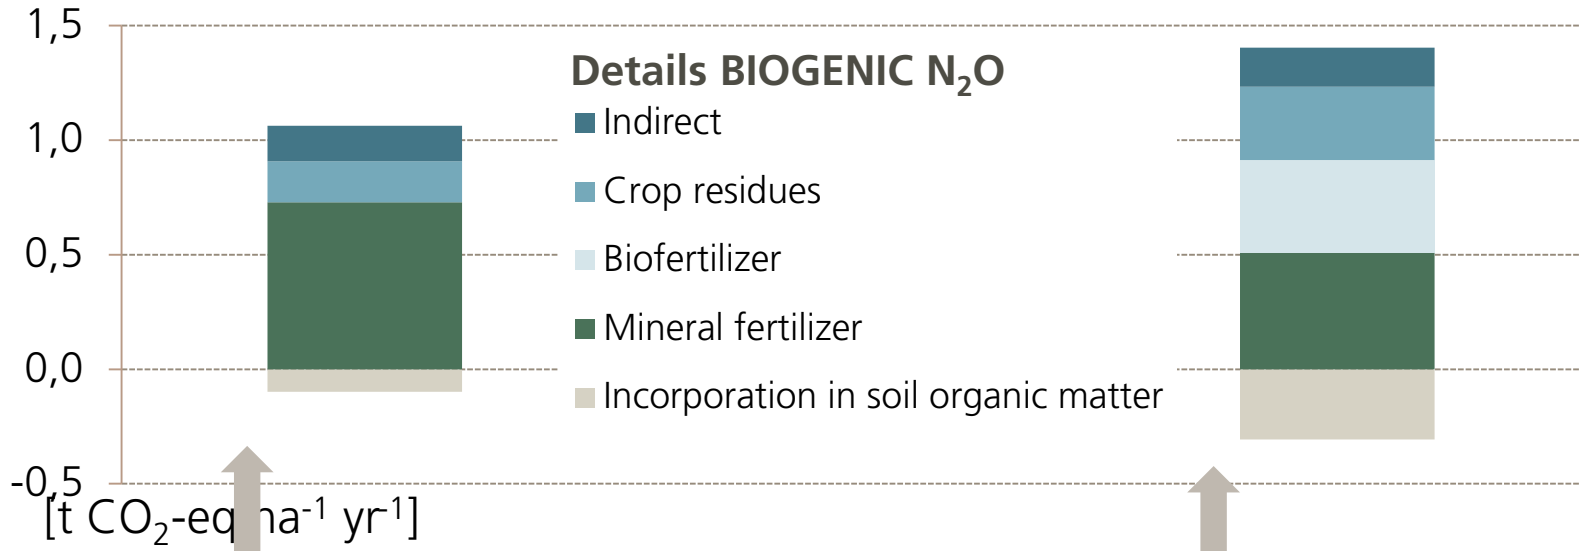 1,5
1,0
0,5
0,0
-0,5
[t CO₂-eq ha⁻¹ yr⁻¹]
Details BIOGENIC N₂O
Indirect
Crop residues
Biofertilizer
Mineral fertilizer
Incorporation in soil organic matter